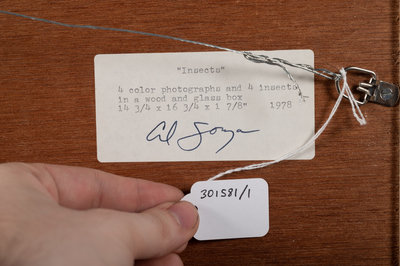 "Insects"
4 color photographs and 4 insects
in a wood and glass box
14 3/4 x 16 3/4 x 1 7/8" 1978
Al Souza
301581/1